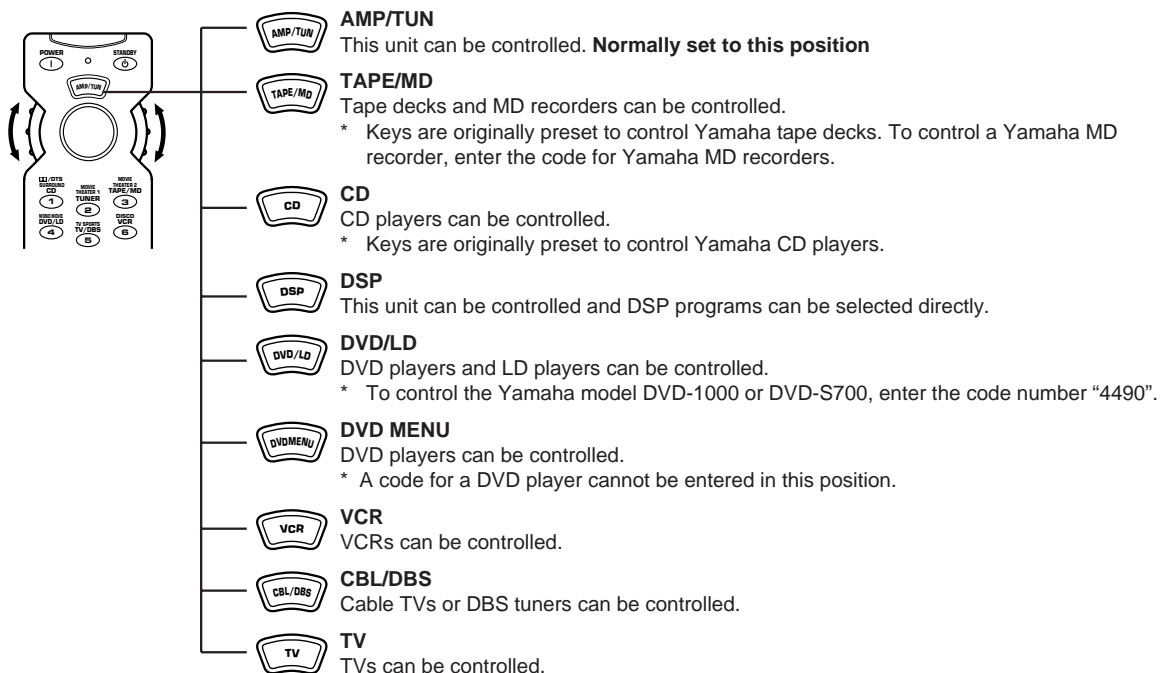 POWER
STANDBY
AMP/TUN
/DTS
SURROUND
CD
1
MOVIE
THEATER 1
TUNER
2
MOVIE
THEATER 2
TAPE/MD
3
MONO MOVIE
DVD/LD
4
TV SPORTS
TV/DBS
5
DISCO
VCR
6
AMP/TUN
AMP/TUN
This unit can be controlled. Normally set to this position
TAPE/MD
TAPE/MD
Tape decks and MD recorders can be controlled.
* Keys are originally preset to control Yamaha tape decks. To control a Yamaha MD
recorder, enter the code for Yamaha MD recorders.
CD
CD
CD players can be controlled.
* Keys are originally preset to control Yamaha CD players.
DSP
DSP
This unit can be controlled and DSP programs can be selected directly.
DVD/LD
DVD/LD
DVD players and LD players can be controlled.
* To control the Yamaha model DVD-1000 or DVD-S700, enter the code number “4490”.
DVDMENU
DVD MENU
DVD players can be controlled.
* A code for a DVD player cannot be entered in this position.
VCR
VCR
VCRs can be controlled.
CBL/DBS
CBL/DBS
Cable TVs or DBS tuners can be controlled.
TV
TV
TVs can be controlled.